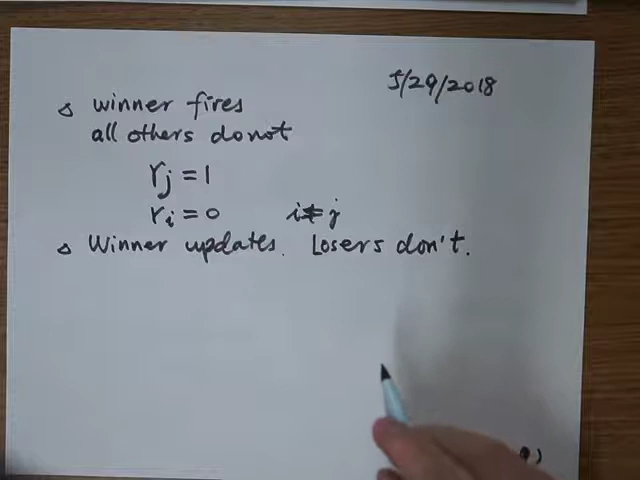 5/29/2018
△ winner fires
all others do not
rj = 1
ri = 0 i ≠ j
△ Winner updates. Losers don't.